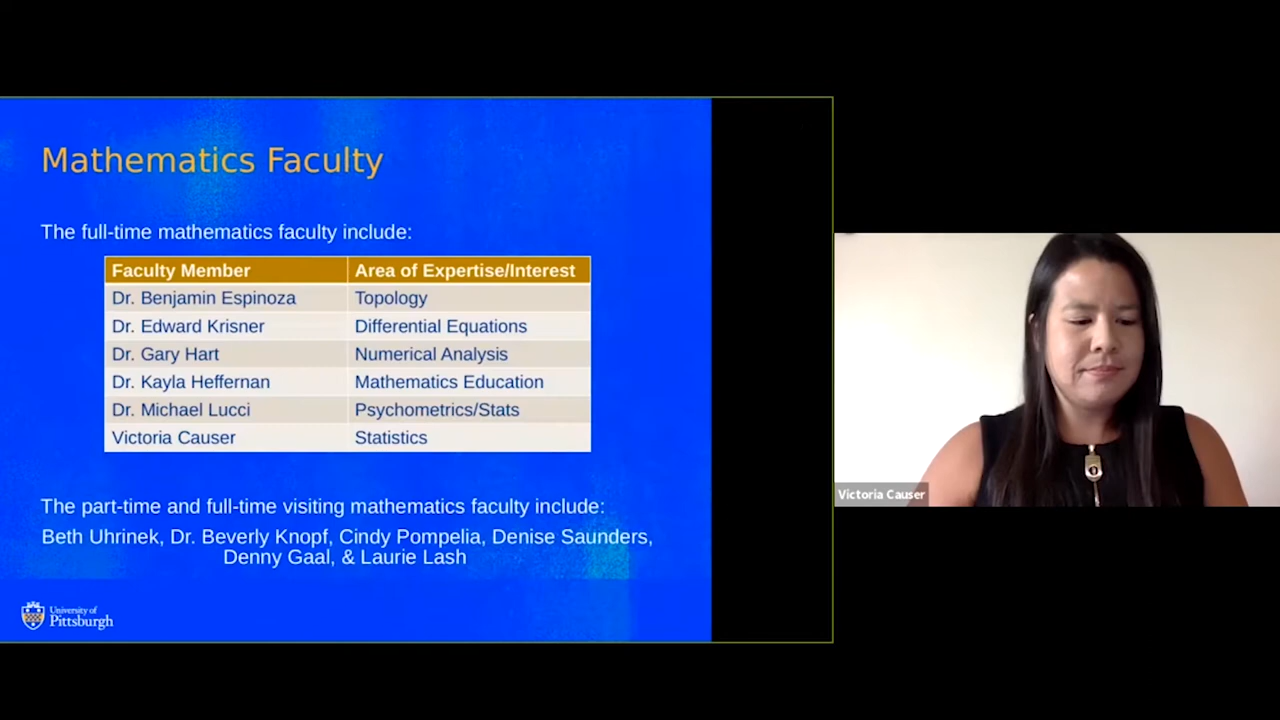 Mathematics Faculty
The full-time mathematics faculty include:
Faculty Member Area of Expertise/Interest
Dr. Benjamin Espinoza Topology
Dr. Edward Krisner Differential Equations
Dr. Gary Hart Numerical Analysis
Dr. Kayla Heffernan Mathematics Education
Dr. Michael Lucci Psychometrics/Stats
Victoria Causer Statistics
The part-time and full-time visiting mathematics faculty include:
Beth Uhrinek, Dr. Beverly Knopf, Cindy Pompelia, Denise Saunders,
Denny Gaal, & Laurie Lash
University of
Pittsburgh
Victoria Causer